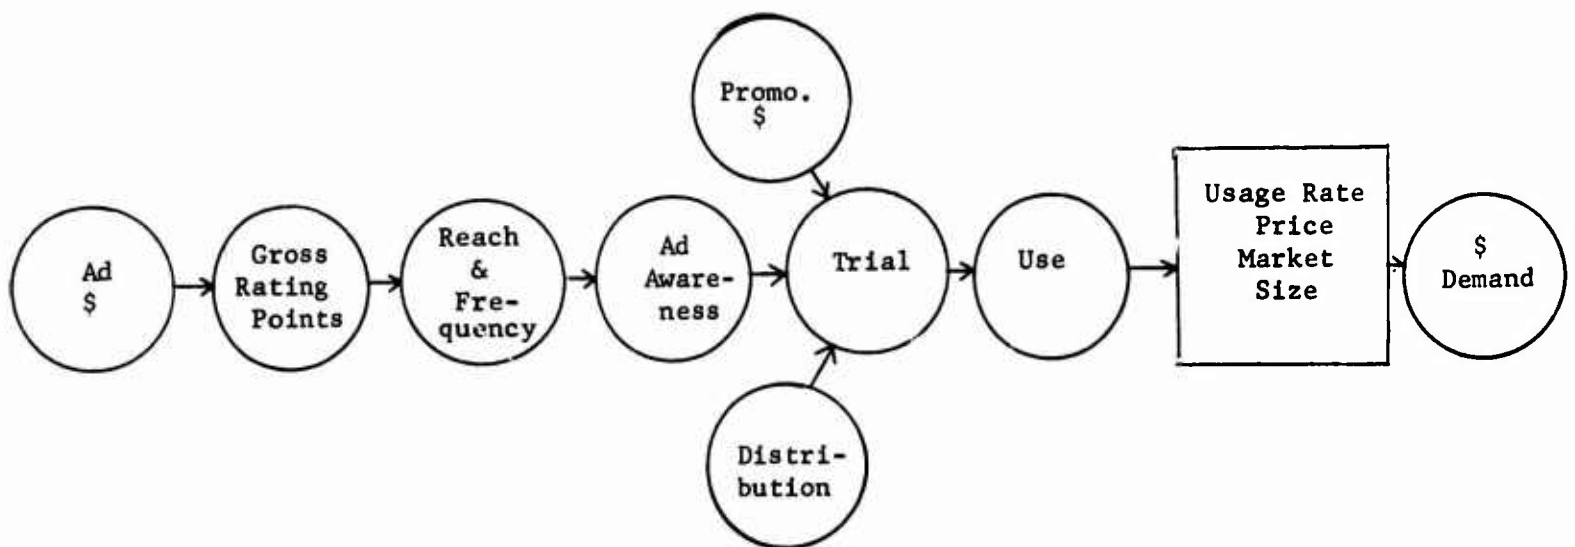 Promo.
$
Ad
$
Gross
Rating
Points
Reach
&
Fre-
quency
Ad
Aware-
ness
Trial
Use
Usage Rate
Price
Market
Size
$
Demand
Distri-
bution